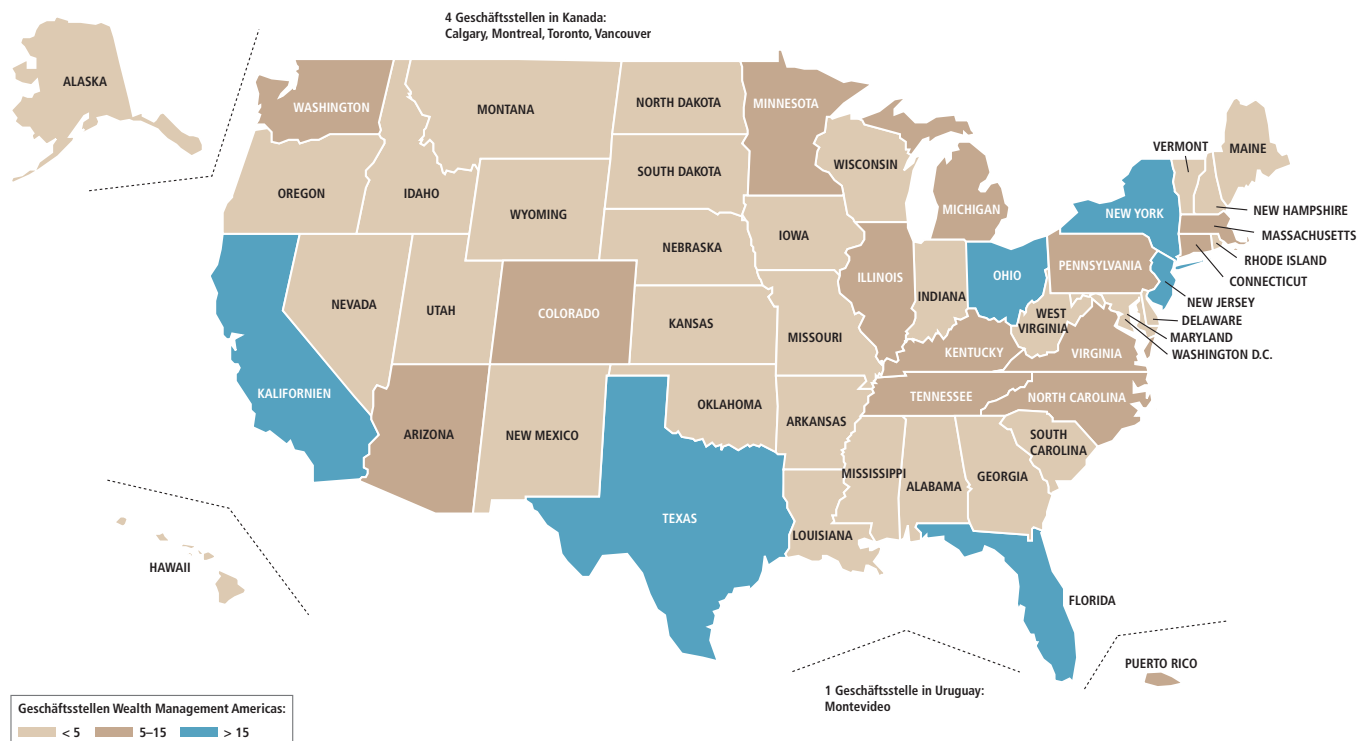 4 Geschäftsstellen in Kanada:
Calgary, Montreal, Toronto, Vancouver
ALASKA
WASHINGTON
MONTANA
NORTH DAKOTA
MINNESOTA
VERMONT
MAINE
OREGON
IDAHO
SOUTH DAKOTA
WISCONSIN
MICHIGAN
NEW YORK
NEW HAMPSHIRE
MASSACHUSETTS
RHODE ISLAND
CONNECTICUT
WYOMING
IOWA
NEBRASKA
PENNSYLVANIA
ILLINOIS
OHIO
INDIANA
NEW JERSEY
DELAWARE
MARYLAND
WASHINGTON D.C.
NEVADA
UTAH
COLORADO
KANSAS
MISSOURI
WEST
VIRGINIA
KENTUCKY
VIRGINIA
KALIFORNIEN
ARIZONA
NEW MEXICO
OKLAHOMA
ARKANSAS
TENNESSEE
NORTH CAROLINA
SOUTH
CAROLINA
MISSISSIPPI
ALABAMA
GEORGIA
TEXAS
LOUISIANA
HAWAII
FLORIDA
PUERTO RICO
1 Geschäftsstelle in Uruguay:
Montevideo
Geschäftsstellen Wealth Management Americas:
< 5 5–15 > 15